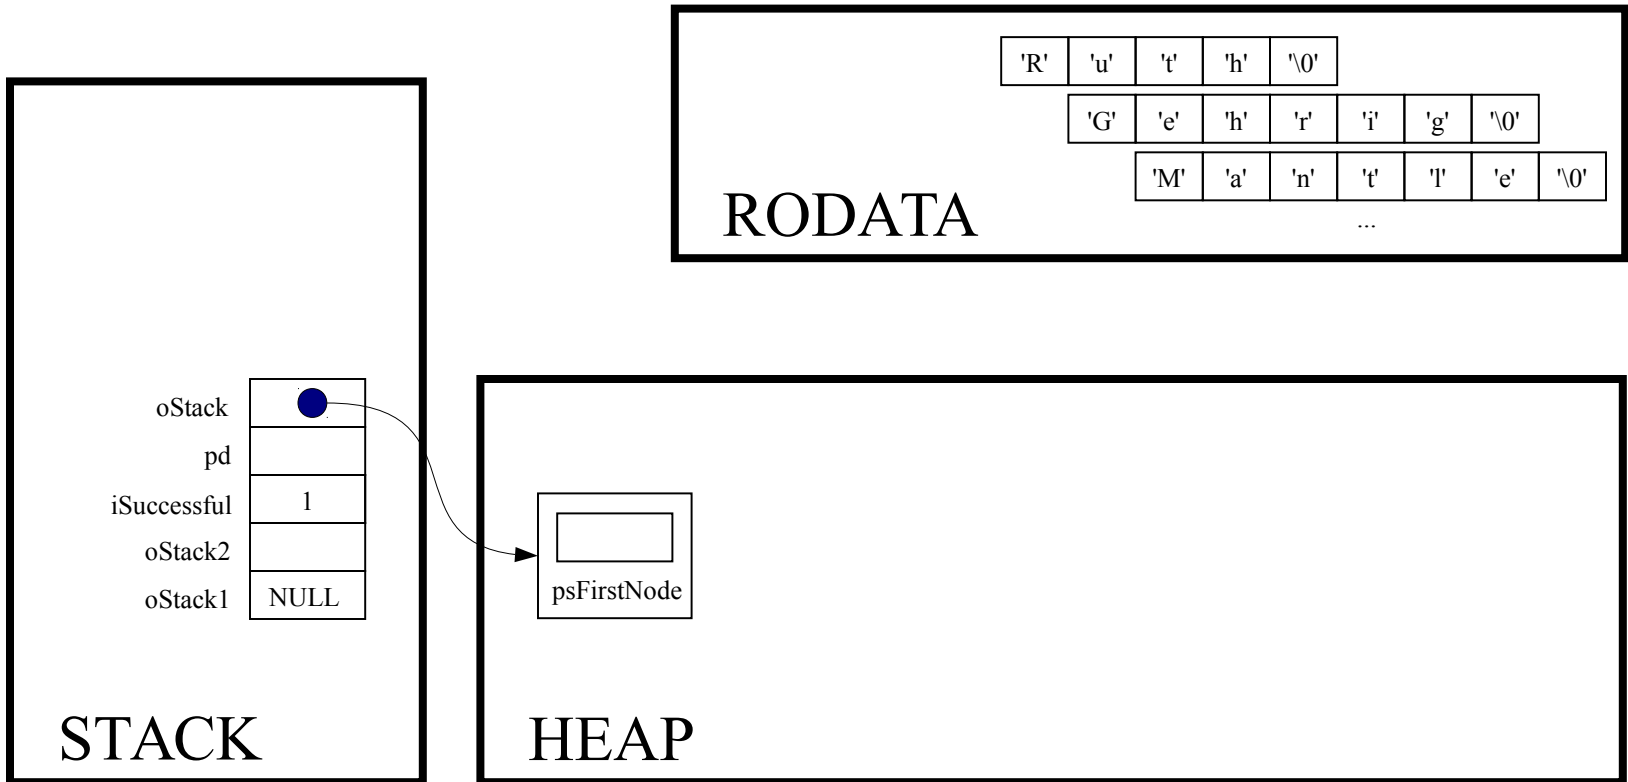 'R' 'u' 't' 'h' '\0'
'G' 'e' 'h' 'r' 'i' 'g' '\0'
'M' 'a' 'n' 't' 'l' 'e' '\0'
...
RODATA
oStack
pd
iSuccessful 1
oStack2
oStack1 NULL
STACK
psFirstNode
HEAP